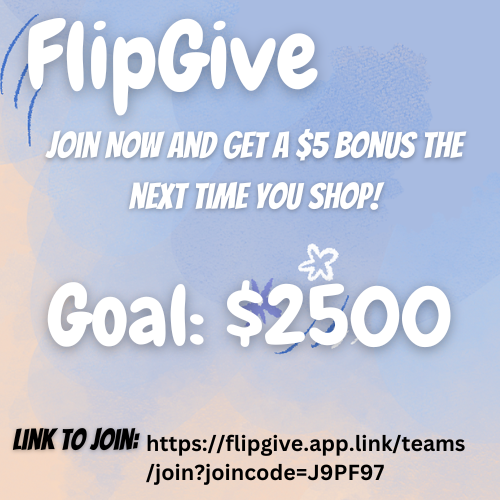 FlipGive
JOIN NOW AND GET A $5 BONUS THE
NEXT TIME YOU SHOP!
Goal: $2500
LINK TO JOIN: https://flipgive.app.link/teams
/join?joincode=J9PF97